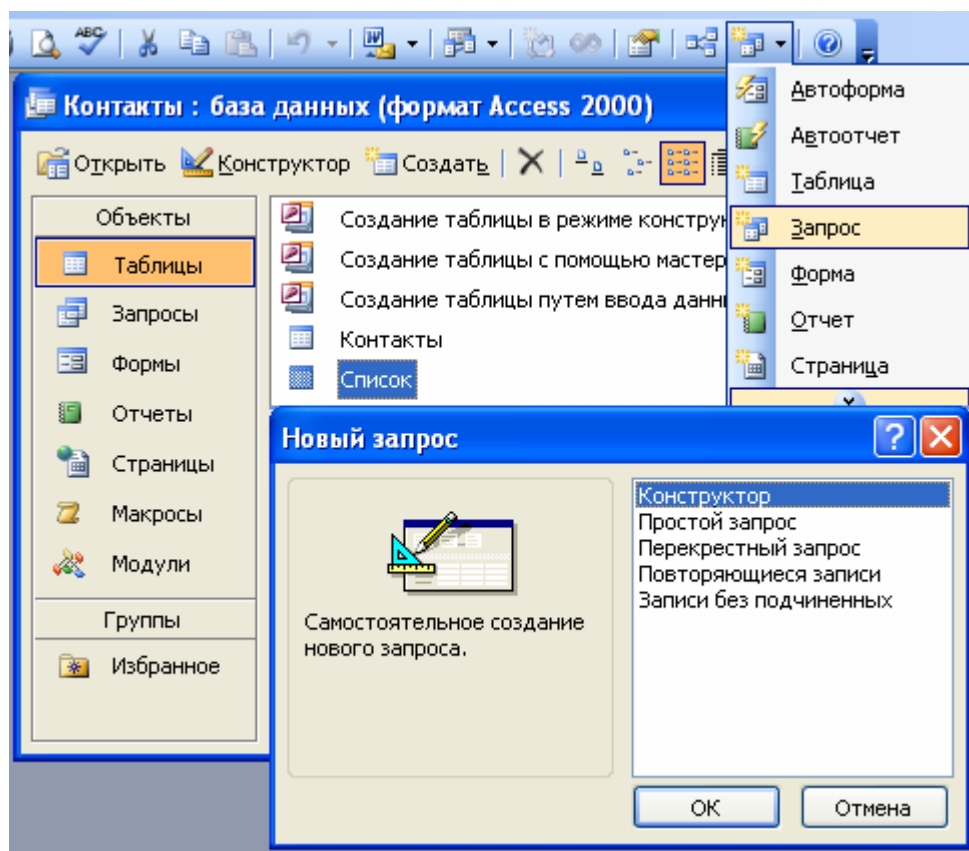 ABC
W
Контакты : база данных (формат Access 2000)
Открыть Конструктор Создать
Объекты
Таблицы
Запросы
Формы
Отчеты
Страницы
Макросы
Модули
Группы
Избранное
Создание таблицы в режиме конструк
Создание таблицы с помощью мастер
Создание таблицы путем ввода данн
Контакты
Список
Автоформа
Автоотчет
Таблица
Запрос
Форма
Отчет
Страница
Новый запрос
Самостоятельное создание
нового запроса.
Конструктор
Простой запрос
Перекрестный запрос
Повторяющиеся записи
Записи без подчиненных
ОК
Отмена